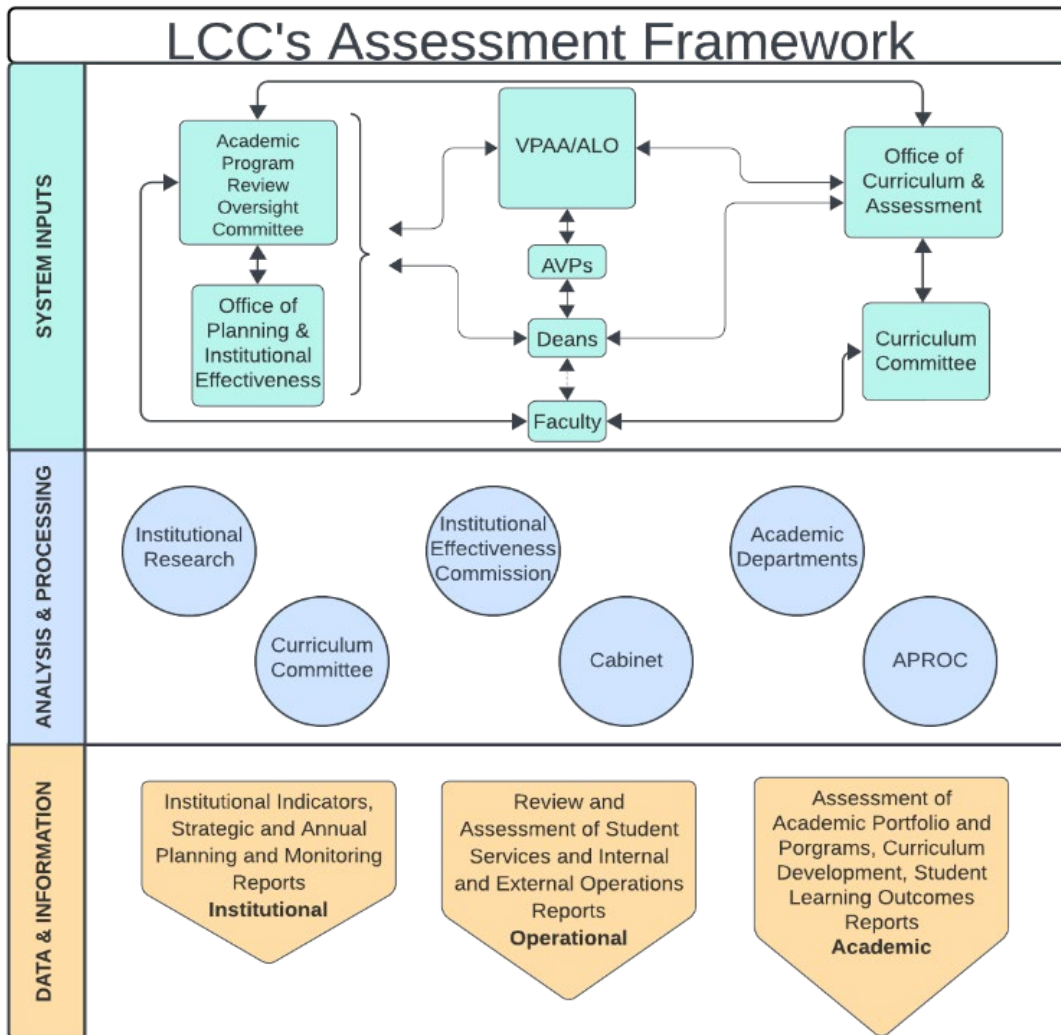 LCC's Assessment Framework
SYSTEM INPUTS
Academic
Program
Review
Oversight
Committee
Office of
Planning &
Institutional
Effectiveness
VPAA/ALO
AVPs
Deans
Faculty
Office of
Curriculum &
Assessment
Curriculum
Committee
ANALYSIS & PROCESSING
Institutional
Research
Curriculum
Committee
Institutional
Effectiveness
Commission
Cabinet
Academic
Departments
APROC
DATA & INFORMATION
Institutional Indicators,
Strategic and Annual
Planning and Monitoring
Reports
Institutional
Review and
Assessment of Student
Services and Internal
and External Operations
Reports
Operational
Assessment of
Academic Portfolio and
Porgrams, Curriculum
Development, Student
Learning Outcomes
Reports
Academic